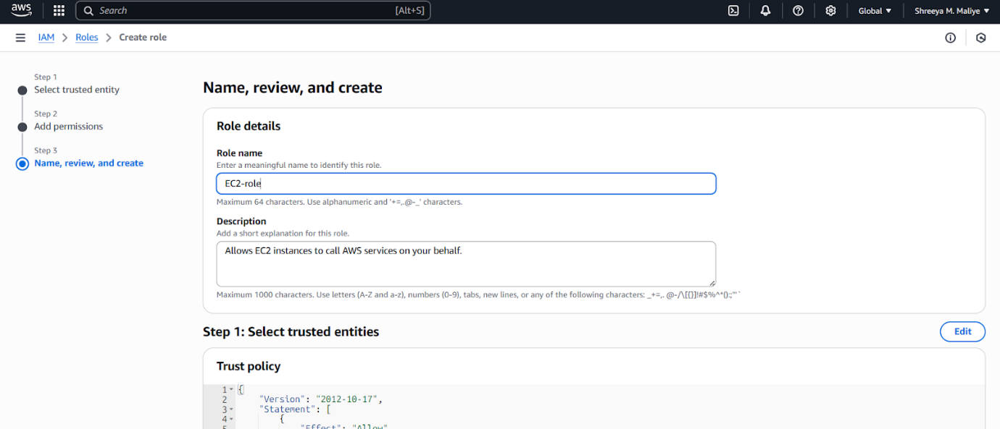 aws
Search [Alt+S]
Global ▼
Shreeya M. Maliye ▼
IAM > Roles > Create role
Step 1
Select trusted entity
Step 2
Add permissions
Step 3
Name, review, and create
Name, review, and create
Role details
Role name
Enter a meaningful name to identify this role.
EC2-role
Maximum 64 characters. Use alphanumeric and '+=,.@-_' characters.
Description
Add a short explanation for this role.
Allows EC2 instances to call AWS services on your behalf.
Maximum 1000 characters. Use letters (A-Z and a-z), numbers (0-9), tabs, new lines, or any of the following characters: _+=,. @-/\[{}]!#$%^*();:"'`
Step 1: Select trusted entities
Edit
Trust policy
1 {
2 "Version": "2012-10-17",
3 "Statement": [
4 {
5 "Effect": "Allow"